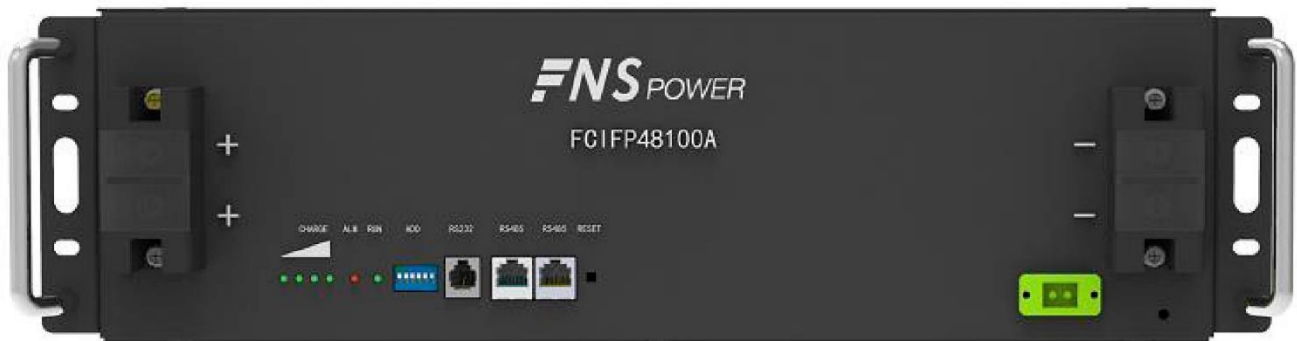 FNS POWER
FCIFP48100A
+ −
+ −
CHARGE ALM RUN ADD RS232 RS485 RS485 RESET